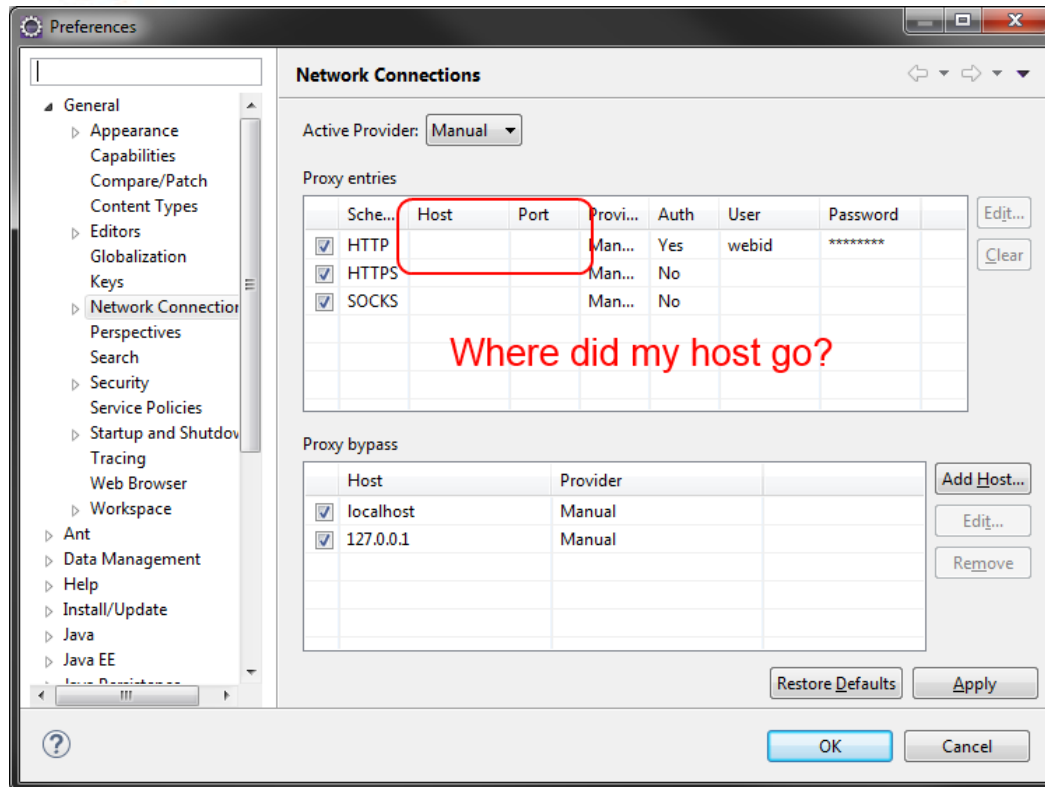 Preferences
Network Connections
General
Appearance
Capabilities
Compare/Patch
Content Types
Editors
Globalization
Keys
Network Connection
Perspectives
Search
Security
Service Policies
Startup and Shutdov
Tracing
Web Browser
Workspace
Ant
Data Management
Help
Install/Update
Java
Java EE
Active Provider: Manual
Proxy entries
Sche... Host Port Provi... Auth User Password
HTTP Man... Yes webid ********
HTTPS Man... No
SOCKS Man... No
Edit...
Clear
Where did my host go?
Proxy bypass
Host Provider
localhost Manual
127.0.0.1 Manual
Add Host...
Edit...
Remove
Restore Defaults Apply
? OK Cancel